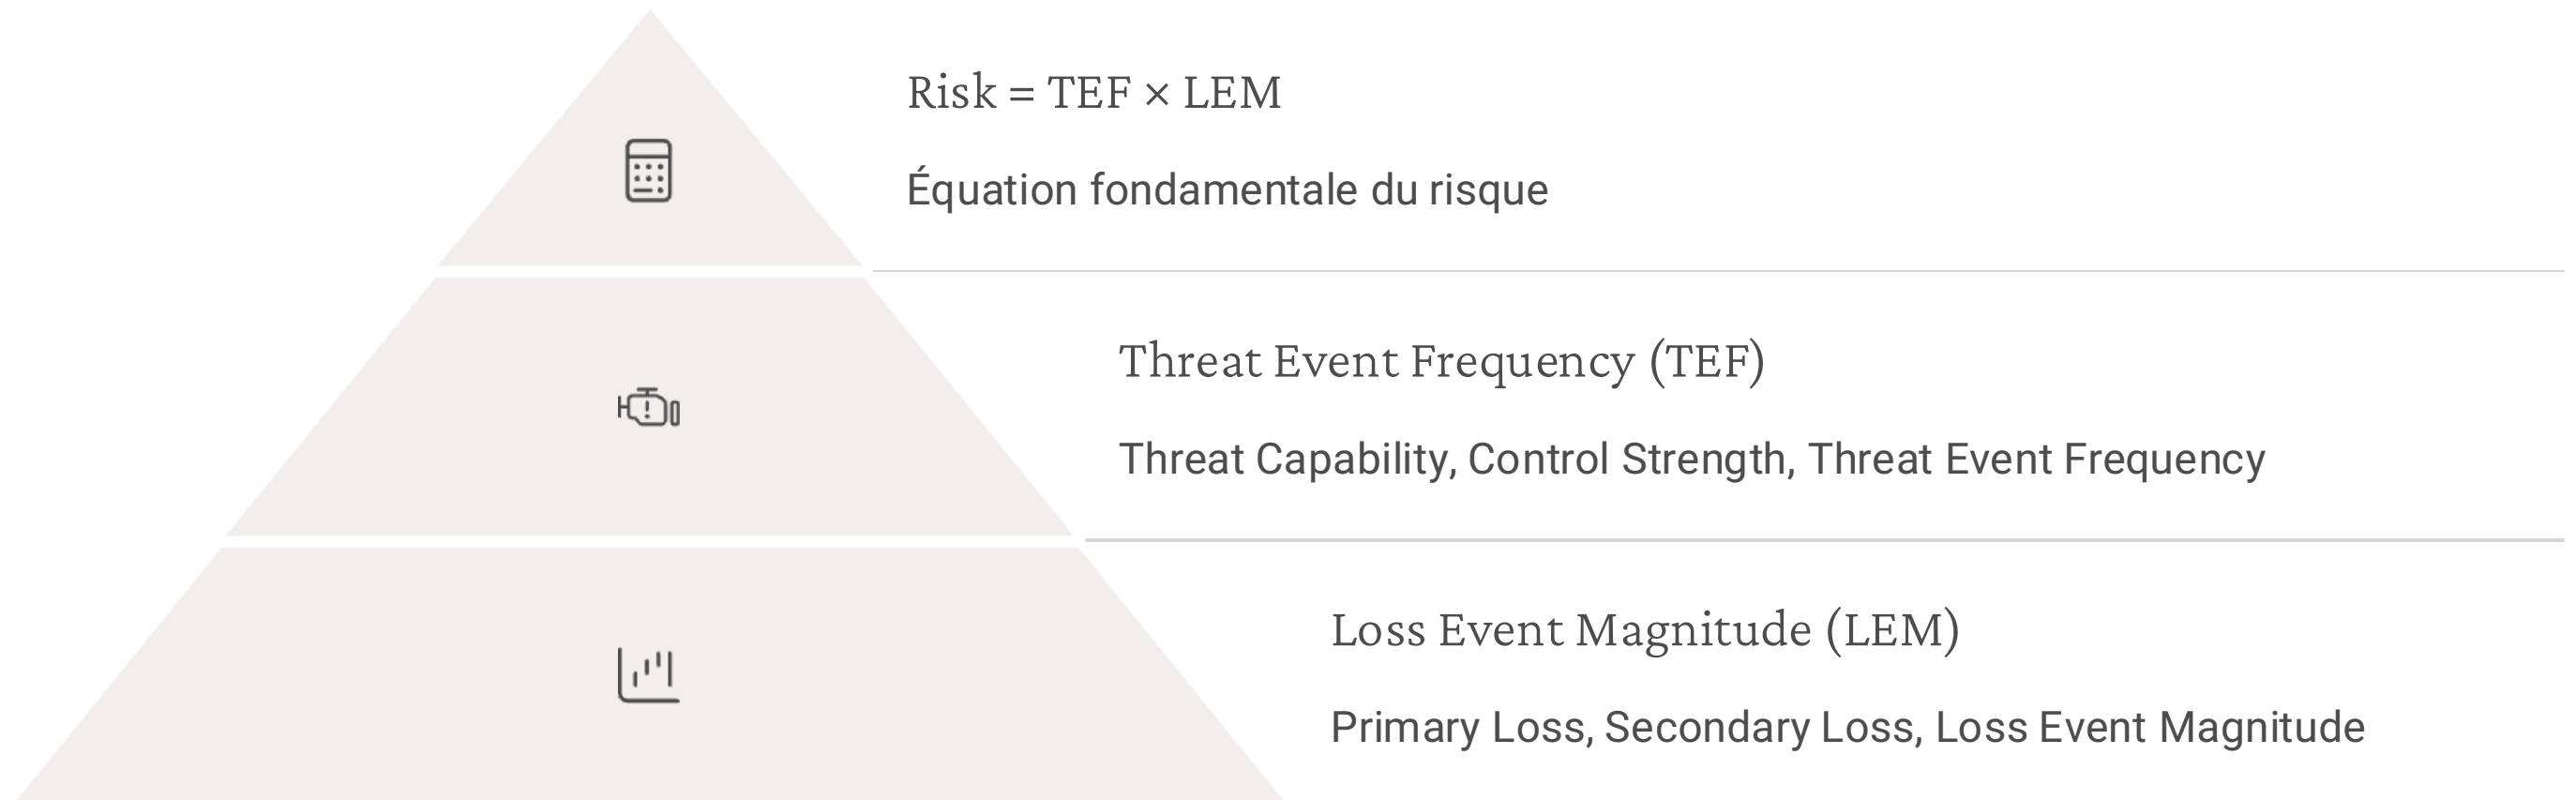 Risk = TEF × LEM
Équation fondamentale du risque
Threat Event Frequency (TEF)
Threat Capability, Control Strength, Threat Event Frequency
Loss Event Magnitude (LEM)
Primary Loss, Secondary Loss, Loss Event Magnitude